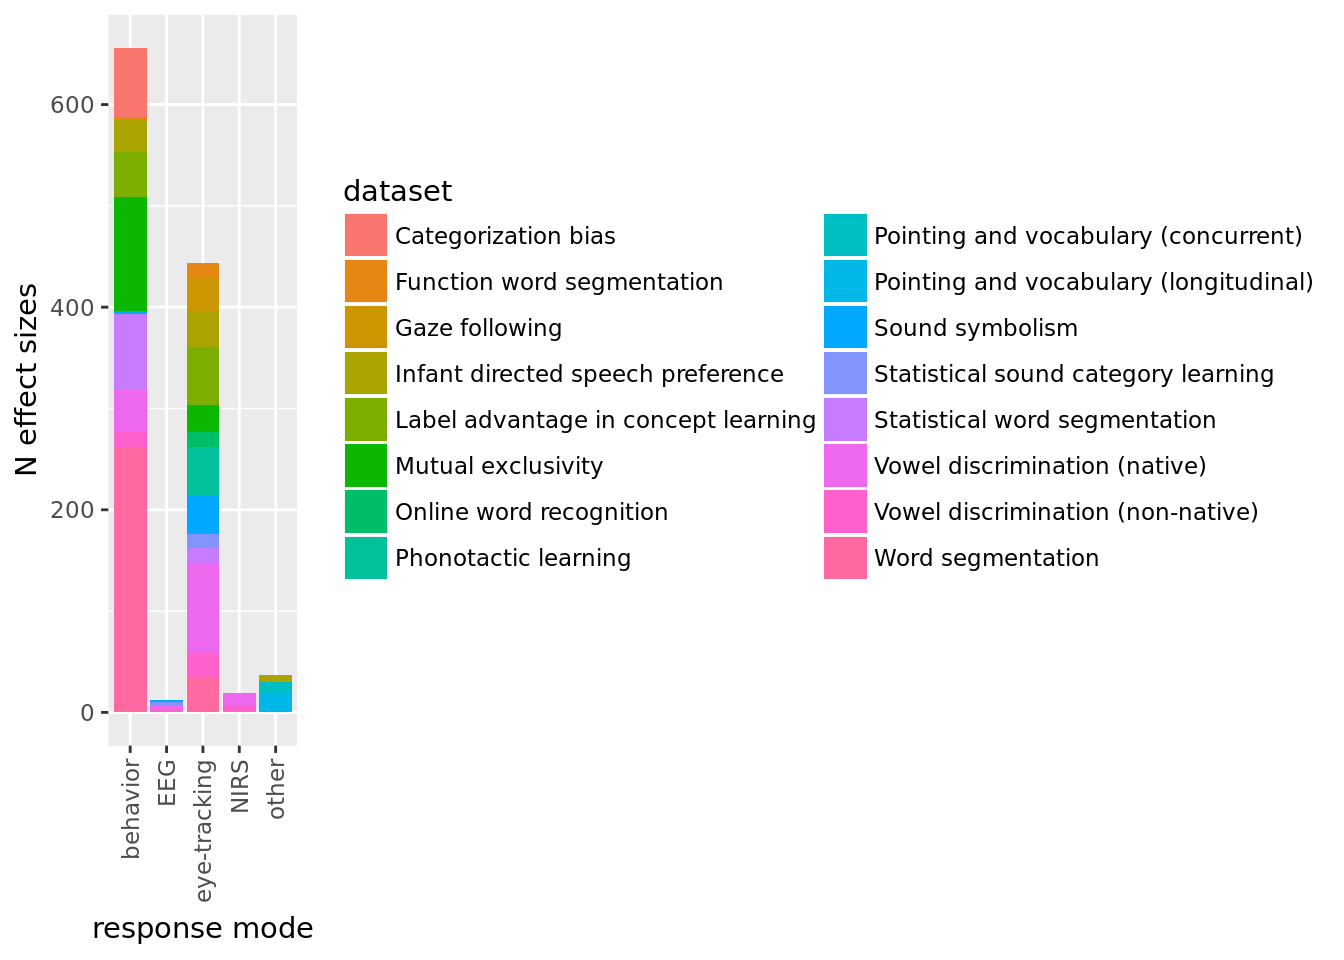 600
400
200
0
N effect sizes
behavior
EEG
eye-tracking
NIRS
other
response mode
dataset
Categorization bias
Function word segmentation
Gaze following
Infant directed speech preference
Label advantage in concept learning
Mutual exclusivity
Online word recognition
Phonotactic learning
Pointing and vocabulary (concurrent)
Pointing and vocabulary (longitudinal)
Sound symbolism
Statistical sound category learning
Statistical word segmentation
Vowel discrimination (native)
Vowel discrimination (non-native)
Word segmentation